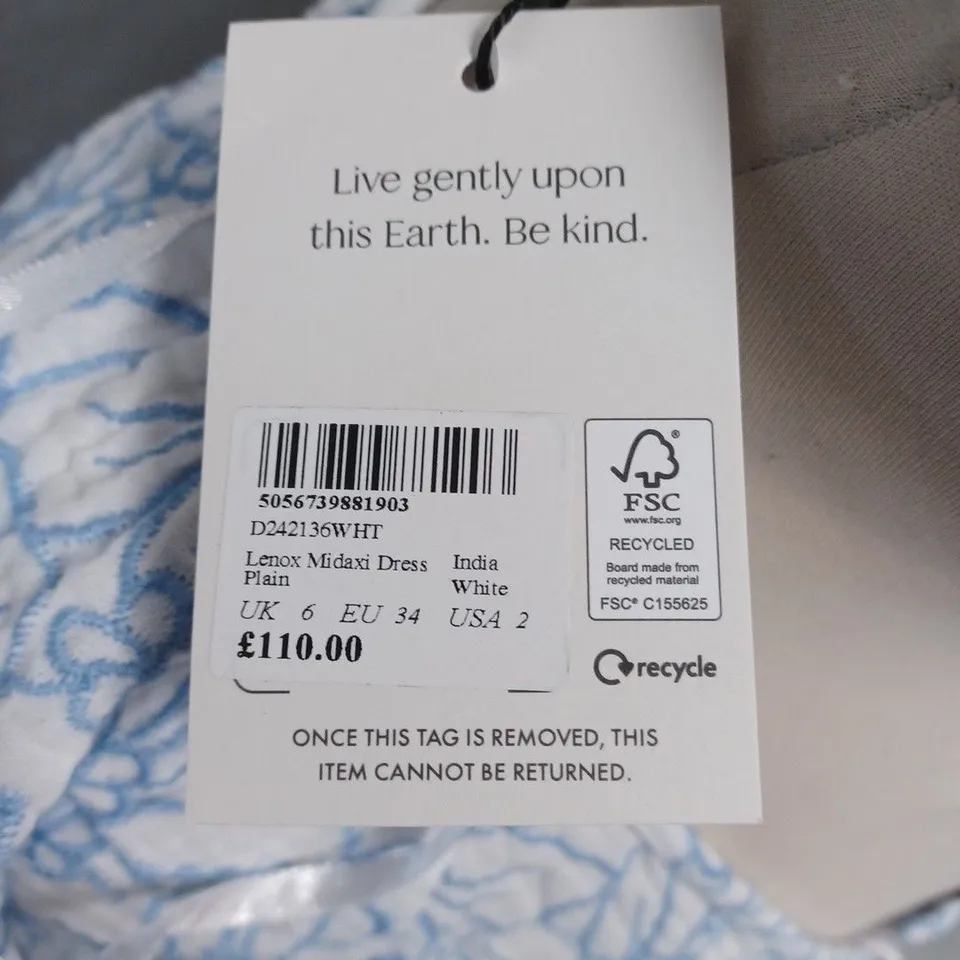 Live gently upon
this Earth. Be kind.
5056739881903
D242136WHT
Lenox Midaxi Dress India
Plain White
UK 6 EU 34 USA 2
£110.00
FSC®
www.fsc.org
RECYCLED
Board made from
recycled material
FSC® C155625
recycle
ONCE THIS TAG IS REMOVED, THIS
ITEM CANNOT BE RETURNED.